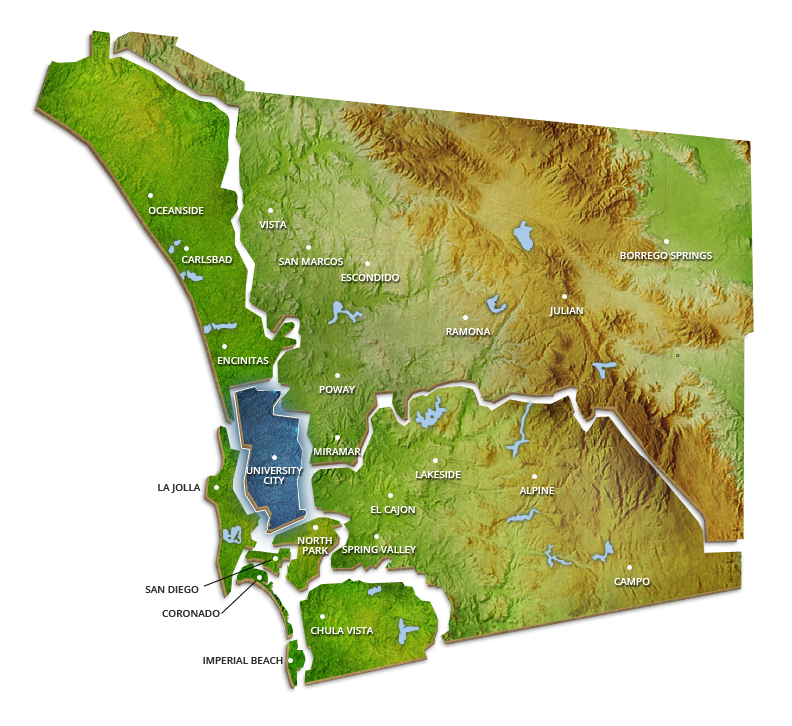 OCEANSIDE
VISTA
CARLSBAD
SAN MARCOS
ESCONDIDO
BORREGO SPRINGS
JULIAN
RAMONA
ENCINITAS
POWAY
MIRAMAR
UNIVERSITY
CITY
LAKESIDE
LA JOLLA
ALPINE
EL CAJON
NORTH
PARK
SPRING VALLEY
SAN DIEGO
CAMPO
CORONADO
CHULA VISTA
IMPERIAL BEACH